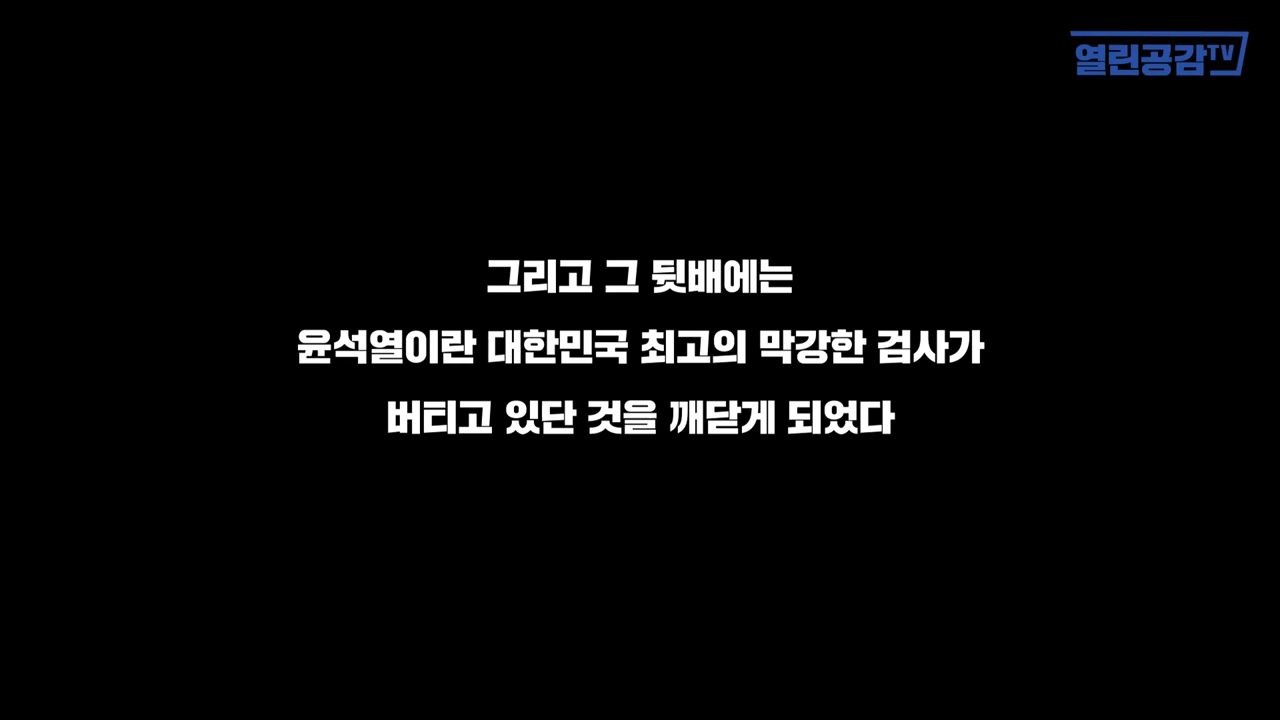 열린공감TV
그리고 그 뒷배에는
윤석열이란 대한민국 최고의 막강한 검사가
버티고 있단 것을 깨닫게 되었다